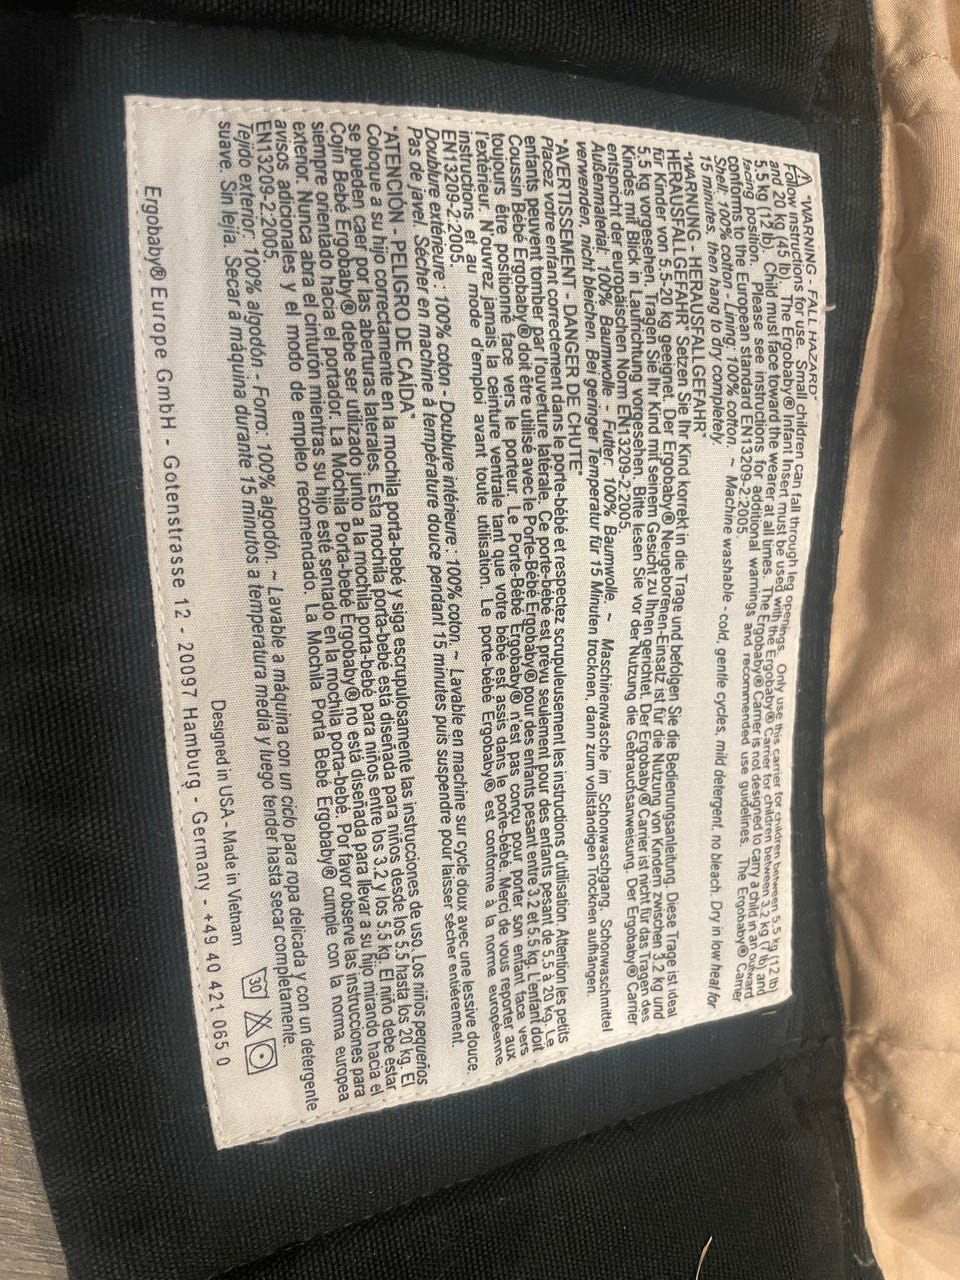 "WARNING - FALL HAZARD"
Follow instructions for use. Small children can fall through leg openings. Only use this carrier for children between 5.5 kg (12 lb)
and 20 kg (45 lb). The Ergobaby® Infant Insert must be used with the Ergobaby® Carrier for children between 3.2 kg (7 lb) and
5.5 kg (12 lb). Child must face toward the wearer at all times. The Ergobaby® Carrier is not designed to carry a child in an outward
facing position. Please see instructions for additional warnings and recommended use guidelines. The Ergobaby® Carrier
conforms to the European standard EN13209-2:2005.
Shell: 100% cotton - Lining: 100% cotton. ~ Machine washable - cold, gentle cycles, mild detergent, no bleach. Dry in low heat for
15 minutes, then hang to dry completely.
"WARNUNG - HERAUSFALLGEFAHR"
HERAUSFALLGEFAHR" Setzen Sie Ihr Kind korrekt in die Trage und befolgen Sie die Bedienungsanleitung. Diese Trage ist ideal
für Kinder von 5,5-20 kg geeignet. Der Ergobaby® Neugeborenen-Einsatz ist für die Nutzung von Kindern zwischen 3.2 kg und
5,5 kg vorgesehen. Tragen Sie Ihr Kind mit seinem Gesicht zu Ihnen gerichtet. Der Ergobaby® Carrier ist nicht für das Tragen des
Kindes mit Blick in Laufrichtung vorgesehen. Bitte lesen Sie vor der Nutzung die Gebrauchsanweisung. Der Ergobaby® Carrier
entspricht der europäischen Norm EN13209-2:2005.
Außenmaterial: 100% Baumwolle - Futter: 100% Baumwolle. ~ Maschinenwäsche im Schonwaschgang, Schonwaschmittel
verwenden, nicht bleichen. Bei geringer Temperatur für 15 Minuten trocknen, dann zum vollständigen Trocknen aufhängen.
"AVERTISSEMENT - DANGER DE CHUTE"
Placez votre enfant correctement dans le porte-bébé et respectez scrupuleusement les instructions d'utilisation Attention les petits
enfants peuvent tomber par l'ouverture latérale. Ce porte-bébé est prévu seulement pour des enfants pesant de 5,5 à 20 kg. Le
Coussin Bébé Ergobaby® doit être utilisé avec le Porte-Bébé Ergobaby® pour des enfants pesant entre 3.2 et 5,5 kg. L'enfant doit
toujours être positionné face vers le porteur. Le Porte-Bébé Ergobaby® n'est pas conçu pour porter son enfant face vers
l'extérieur. N'ouvrez jamais la ceinture ventrale tant que votre bébé est assis dans le porte-bébé. Merci de vous reporter aux
instructions et au mode d'emploi avant toute utilisation. Le porte-bébé Ergobaby® est conforme à la norme européenne
EN13209-2:2005.
Doublure extérieure : 100% coton - Doublure intérieure : 100% coton. ~ Lavable en machine sur cycle doux avec une lessive douce.
Pas de javel. Sécher en machine à température douce pendant 15 minutes puis suspendre pour laisser sécher entièrement.
"ATENCIÓN - PELIGRO DE CAÍDA"
Coloque a su hijo correctamente en la mochila porta-bebé y siga escrupulosamente las instrucciones de uso. Los niños pequeños
se pueden caer por las aberturas laterales. Esta mochila porta-bebé está diseñada para niños desde los 5,5 hasta los 20 kg. El
Cojin Bebé Ergobaby® debe ser utilizado junto a la mochila porta-bebé para niños entre los 3.2 y los 5,5 kg. El niño debe estar
siempre orientado hacia el portador. La Mochila Porta-bebé Ergobaby® no está diseñada para llevar a su hijo mirando hacia el
exterior. Nunca abra el cinturón mientras su hijo esté sentado en la mochila porta-bebé. Por favor observe las instrucciones para
avisos adicionales y el modo de empleo recomendado. La Mochila Porta Bebé Ergobaby® cumple con la norma europea
EN13209-2:2005.
Tejido exterior: 100% algodón - Forro: 100% algodón. ~ Lavable a máquina con un ciclo para ropa delicada y con un detergente
suave. Sin lejía. Secar a máquina durante 15 minutos a temperatura media y luego tender hasta secar completamente.
Designed in USA - Made in Vietnam
30
Ergobaby® Europe GmbH - Gotenstrasse 12 - 20097 Hamburg - Germany - +49 40 421 065 0